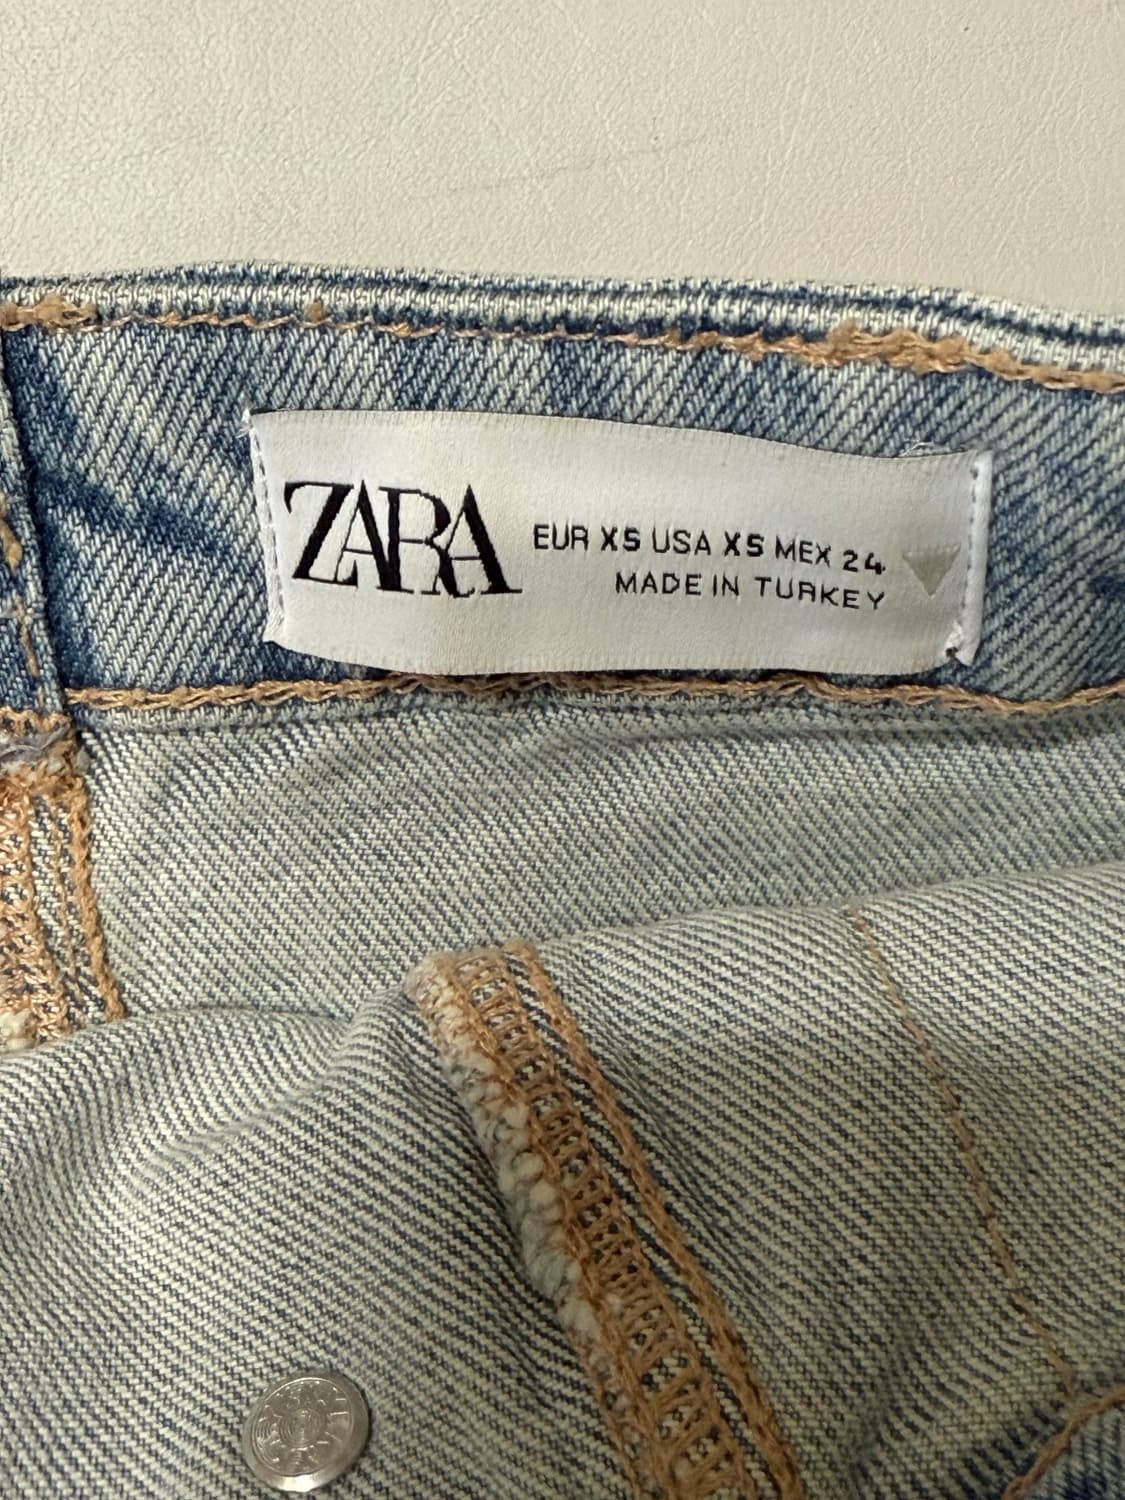 ZARA
EUR XS USA XS MEX 24
MADE IN TURKEY